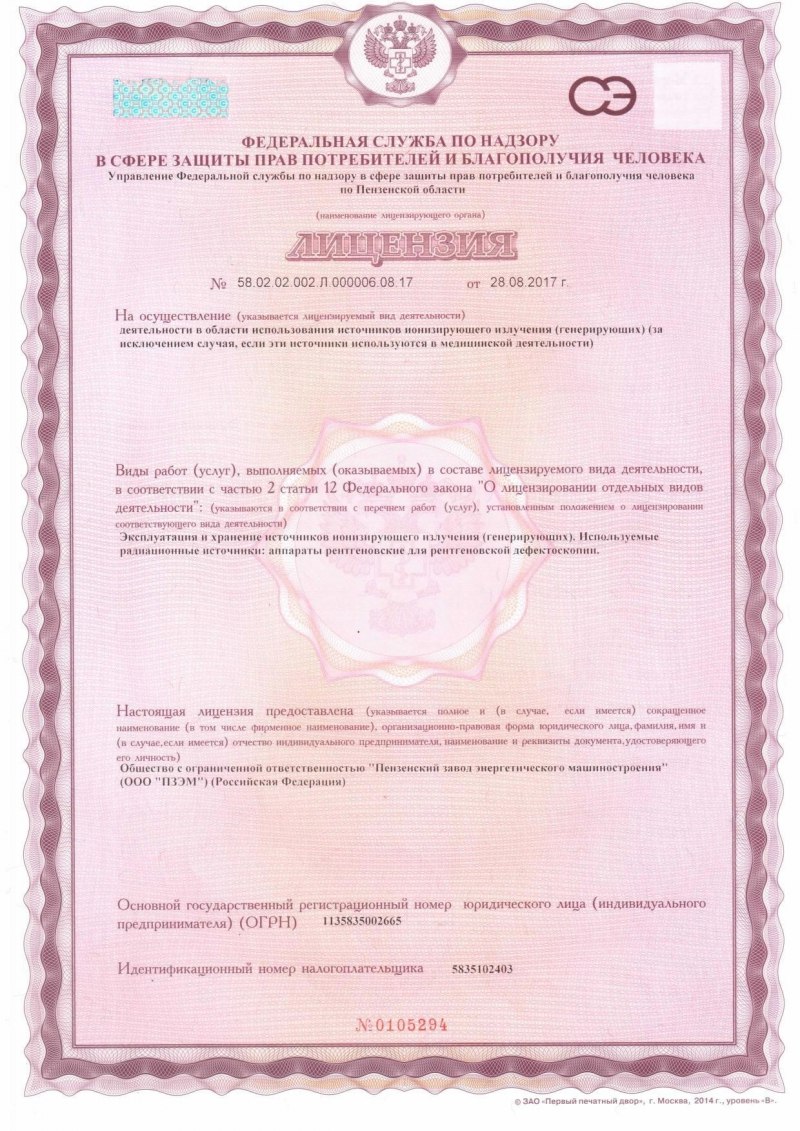 СЭ
ФЕДЕРАЛЬНАЯ СЛУЖБА ПО НАДЗОРУ
В СФЕРЕ ЗАЩИТЫ ПРАВ ПОТРЕБИТЕЛЕЙ И БЛАГОПОЛУЧИЯ ЧЕЛОВЕКА
Управление Федеральной службы по надзору в сфере защиты прав потребителей и благополучия человека
по Пензенской области
(наименование лицензирующего органа)
ЛИЦЕНЗИЯ
№ 58.02.02.002.Л.000006.08.17 от 28.08.2017 г.
На осуществление (указывается лицензируемый вид деятельности)
деятельности в области использования источников ионизирующего излучения (генерирующих) (за
исключением случая, если эти источники используются в медицинской деятельности)
Виды работ (услуг), выполняемых (оказываемых) в составе лицензируемого вида деятельности,
в соответствии с частью 2 статьи 12 Федерального закона "О лицензировании отдельных видов
деятельности": (указываются в соответствии с перечнем работ (услуг), установленным положением о лицензировании
соответствующего вида деятельности)
Эксплуатация и хранение источников ионизирующего излучения (генерирующих). Используемые
радиационные источники: аппараты рентгеновские для рентгеновской дефектоскопии.
Настоящая лицензия предоставлена (указывается полное и (в случае, если имеется) сокращенное
наименование (в том числе фирменное наименование), организационно-правовая форма юридического лица, фамилия, имя и
(в случае,если имеется) отчество индивидуального предпринимателя, наименование и реквизиты документа,удостоверяющего
его личность)
Общество с ограниченной ответственностью "Пензенский завод энергетического машиностроения"
(ООО "ПЗЭМ") (Российская Федерация)
Основной государственный регистрационный номер юридического лица (индивидуального
предпринимателя) (ОГРН) 1135835002665
Идентификационный номер налогоплательщика 5835102403
№0105294
© ЗАО «Первый печатный двор», г. Москва, 2014 г., уровень «В».